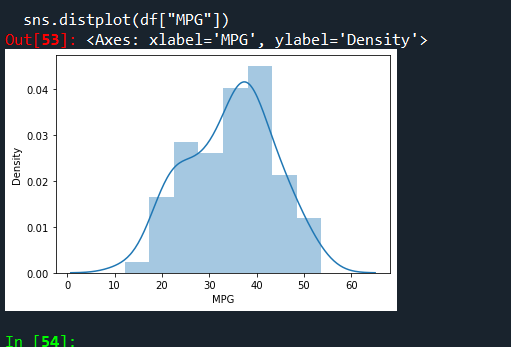 sns.distplot(df["MPG"])
Out[53]: <Axes: xlabel='MPG', ylabel='Density'>
0.04
0.03
0.02
0.01
0.00
Density
0 10 20 30 40 50 60
MPG
In [54]: